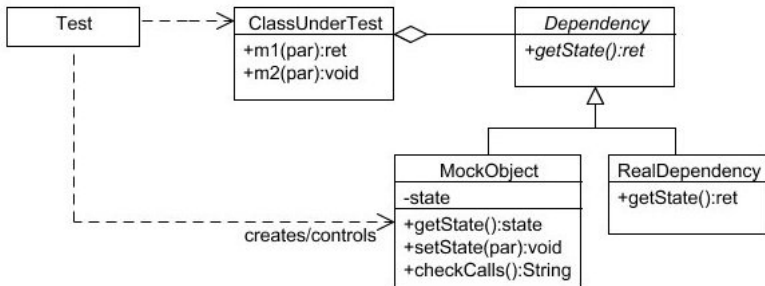 Test
ClassUnderTest
+m1(par):ret
+m2(par):void
Dependency
+getState():ret
MockObject
-state
+getState():state
+setState(par):void
+checkCalls():String
RealDependency
+getState():ret
creates/controls